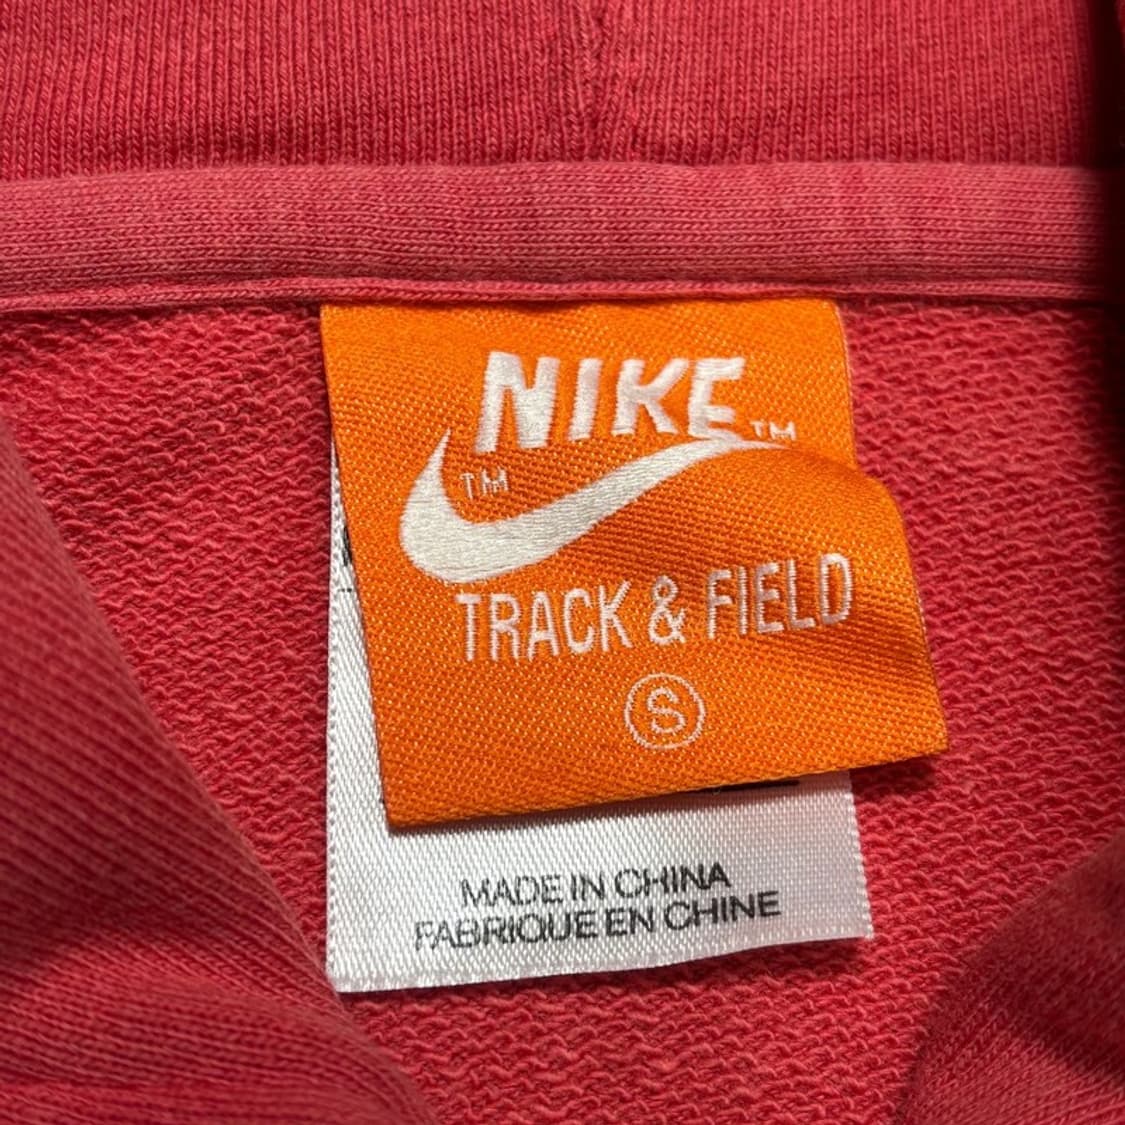 NIKE™
™
TRACK & FIELD
S
MADE IN CHINA
FABRIQUE EN CHINE